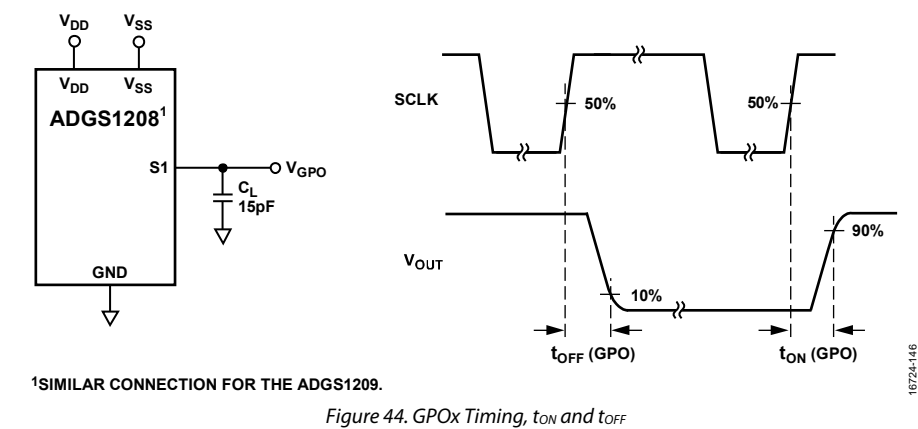 VDD VSS
VDD VSS
ADGS1208¹
S1
VGPO
CL
15pF
GND
SCLK
50%
50%
VOUT
10%
90%
tOFF (GPO)
tON (GPO)
¹SIMILAR CONNECTION FOR THE ADGS1209.
16724-146
Figure 44. GPOx Timing, tON and tOFF